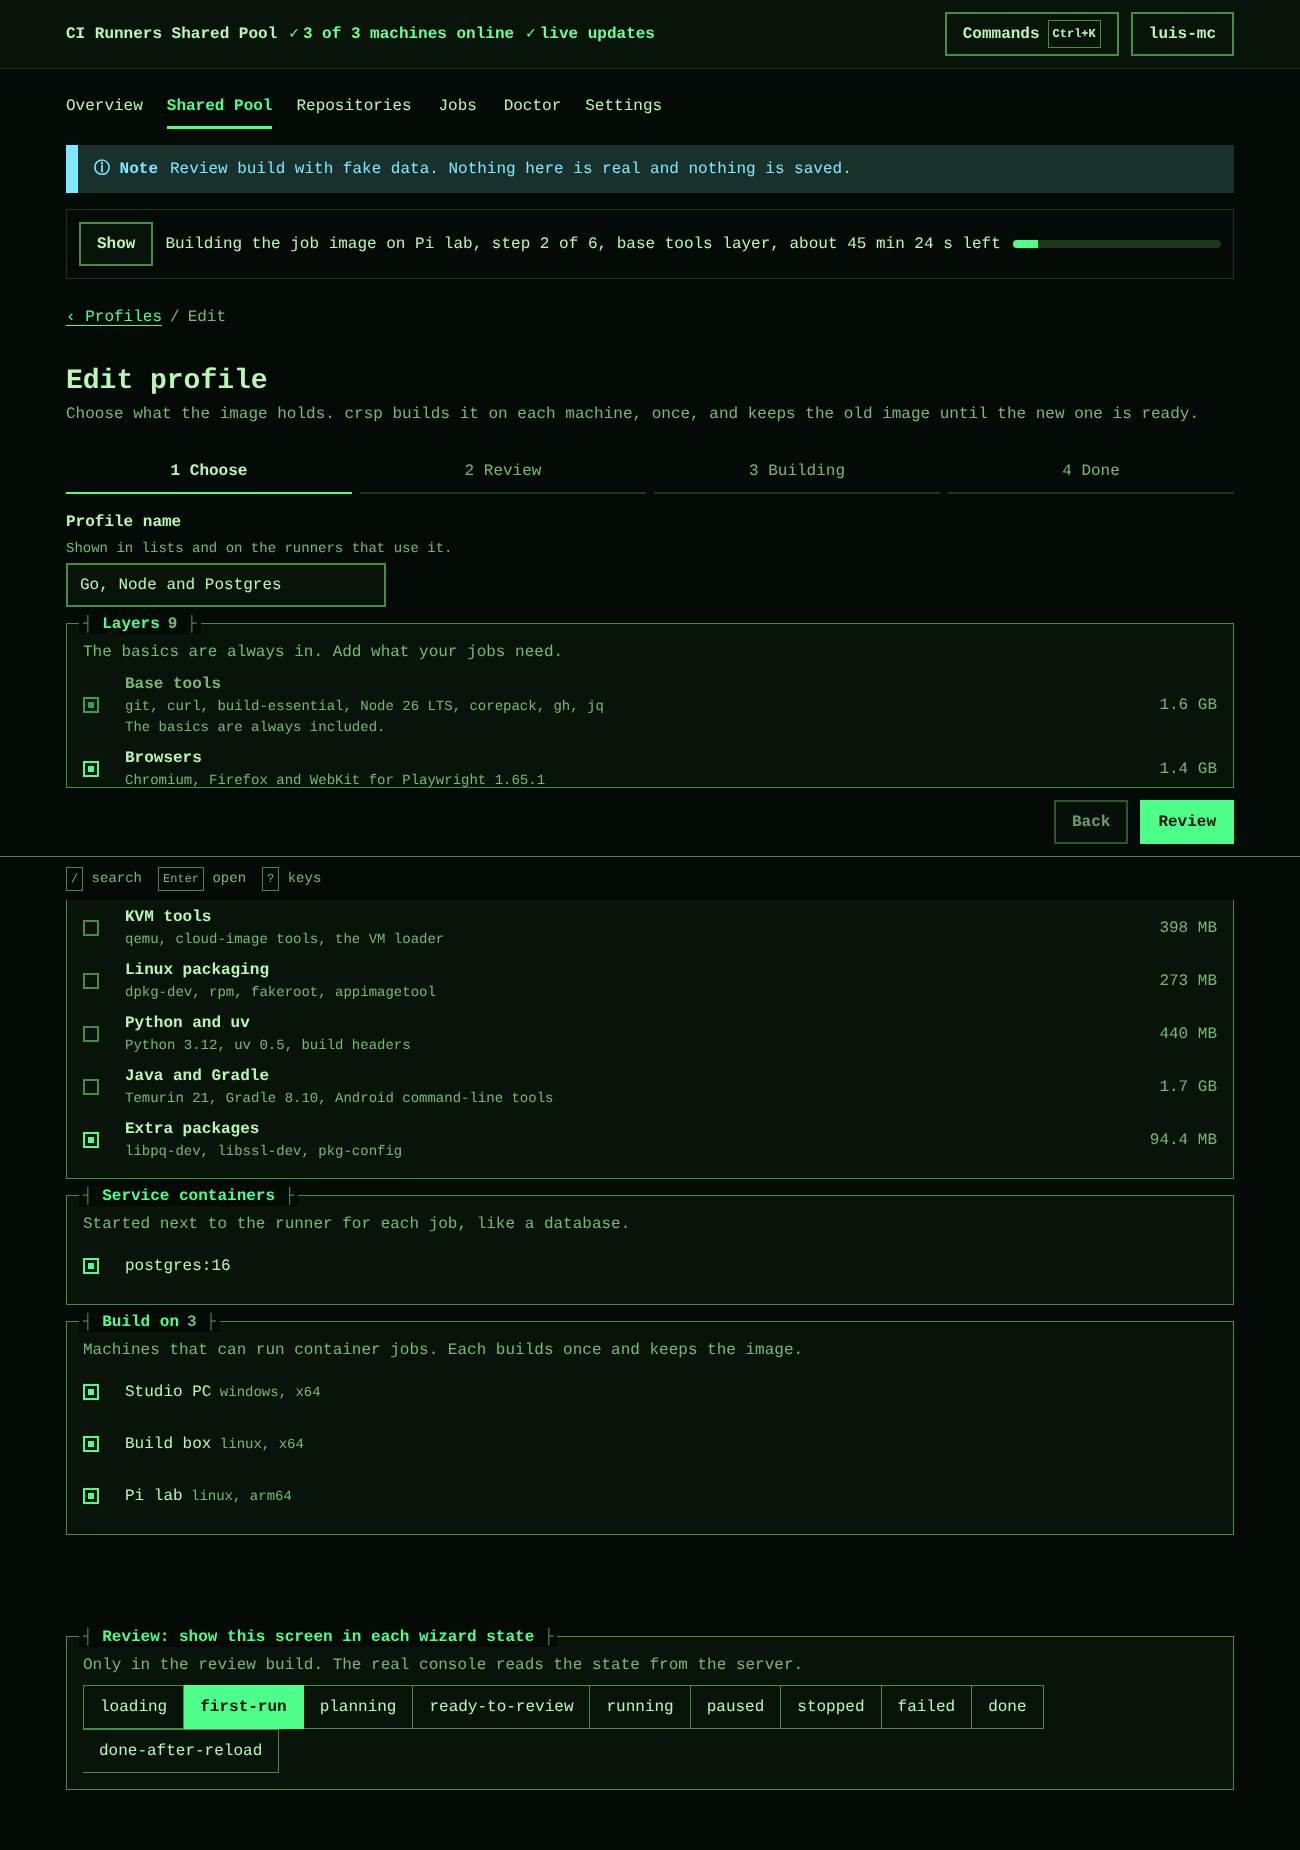 CI Runners Shared Pool ✓ 3 of 3 machines online ✓ live updates Commands Ctrl+K luis-mc
Overview Shared Pool Repositories Jobs Doctor Settings
ⓘ Note Review build with fake data. Nothing here is real and nothing is saved.
Show Building the job image on Pi lab, step 2 of 6, base tools layer, about 45 min 24 s left
‹ Profiles / Edit
Edit profile
Choose what the image holds. crsp builds it on each machine, once, and keeps the old image until the new one is ready.
1 Choose 2 Review 3 Building 4 Done
Profile name
Shown in lists and on the runners that use it.
Go, Node and Postgres
Layers 9
The basics are always in. Add what your jobs need.
Base tools
git, curl, build-essential, Node 26 LTS, corepack, gh, jq 1.6 GB
The basics are always included.
Browsers
Chromium, Firefox and WebKit for Playwright 1.65.1 1.4 GB
Back Review
/ search Enter open ? keys
KVM tools
qemu, cloud-image tools, the VM loader 398 MB
Linux packaging
dpkg-dev, rpm, fakeroot, appimagetool 273 MB
Python and uv
Python 3.12, uv 0.5, build headers 440 MB
Java and Gradle
Temurin 21, Gradle 8.10, Android command-line tools 1.7 GB
Extra packages
libpq-dev, libssl-dev, pkg-config 94.4 MB
Service containers
Started next to the runner for each job, like a database.
postgres:16
Build on 3
Machines that can run container jobs. Each builds once and keeps the image.
Studio PC windows, x64
Build box linux, x64
Pi lab linux, arm64
Review: show this screen in each wizard state
Only in the review build. The real console reads the state from the server.
loading first-run planning ready-to-review running paused stopped failed done
done-after-reload